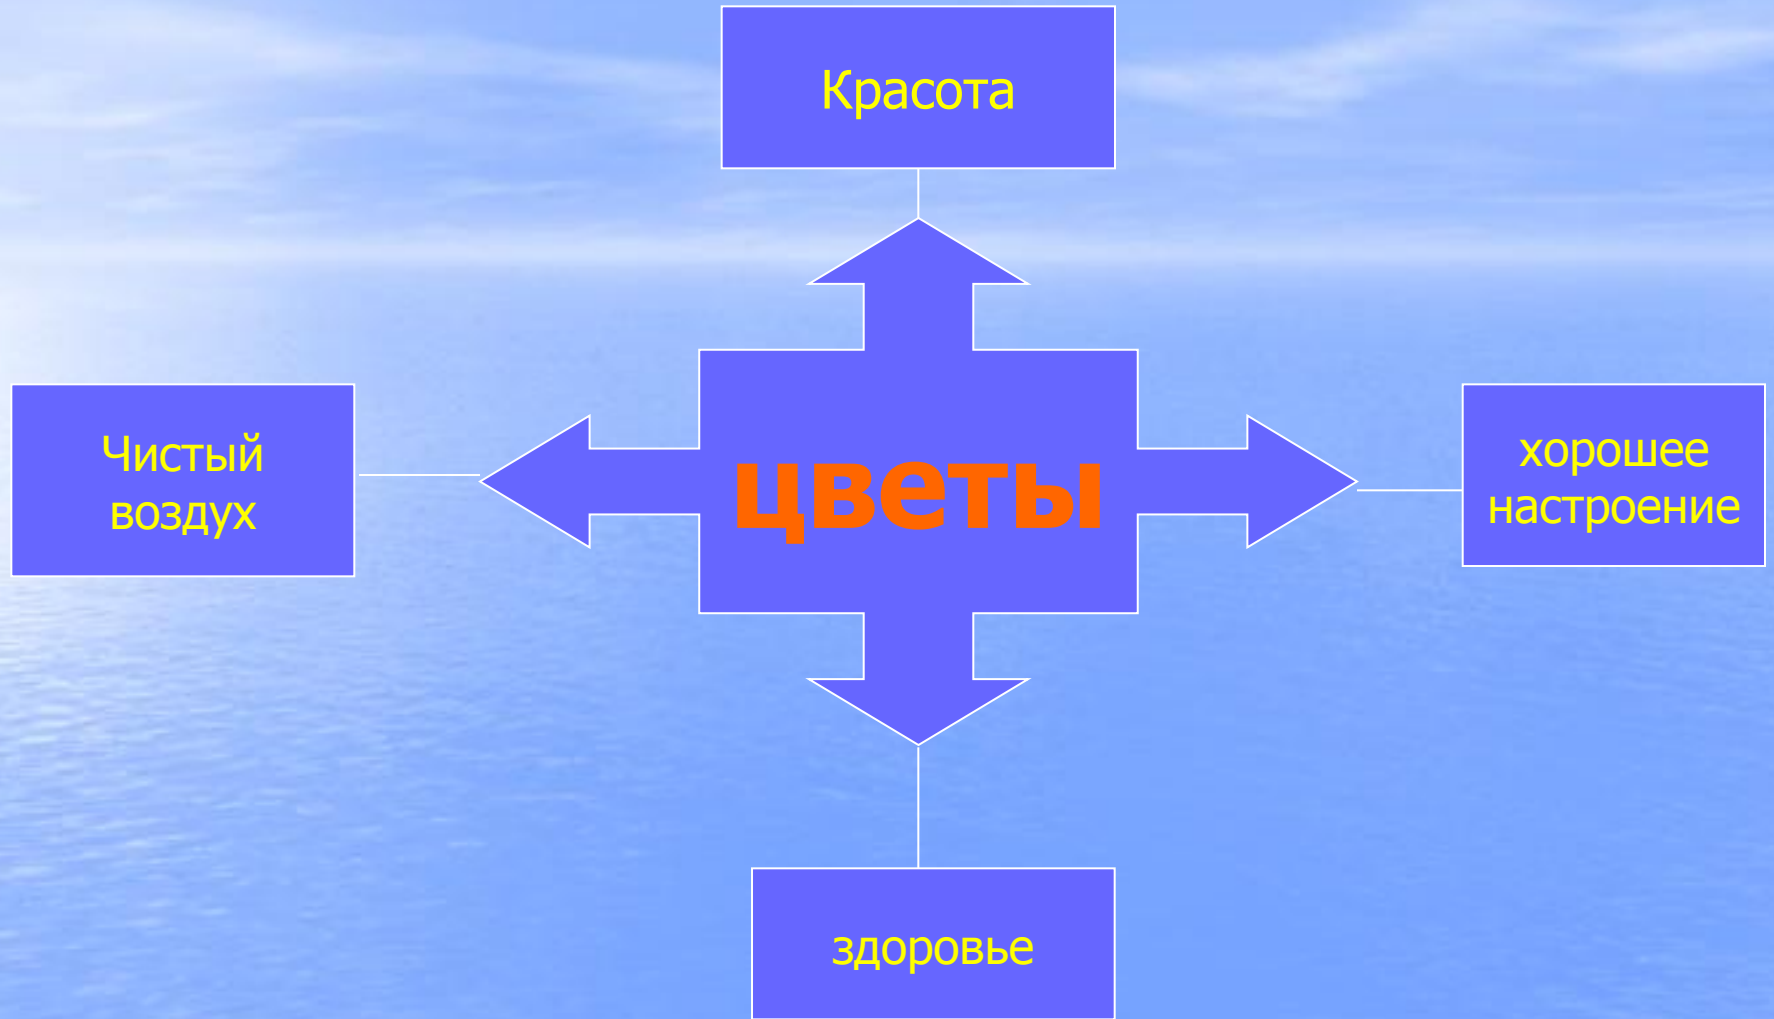 Красота
Чистый
воздух
цветы
хорошее
настроение
здоровье